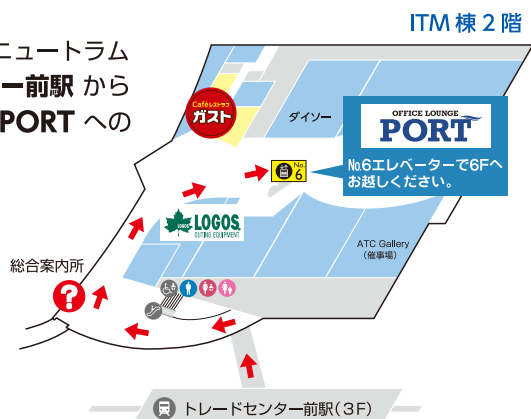 ITM棟2階
ニュートラム
ー前駅 から
PORT への
Caféレストラン
ガスト
ダイソー
OFFICE LOUNGE
PORT
No.6エレベーターで6Fへ
お越しください。
No.
6
LOGOS
LOGOS
OUTING EQUIPMENT
ATC Gallery
(催事場)
総合案内所
?
トレードセンター前駅(3F)